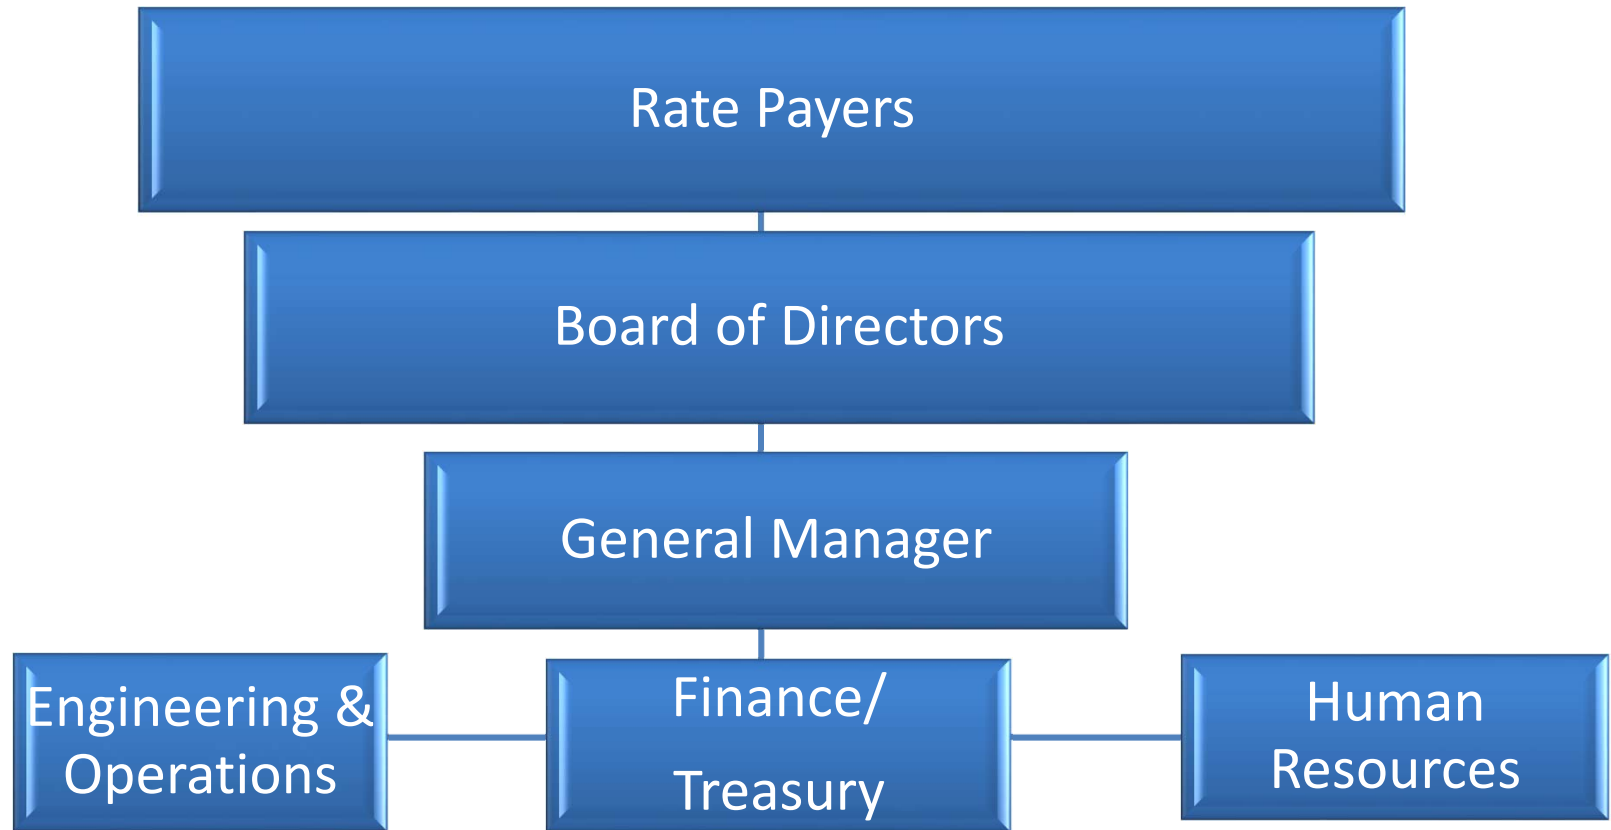 Rate Payers
Board of Directors
General Manager
Engineering &
Operations
Finance/
Treasury
Human
Resources